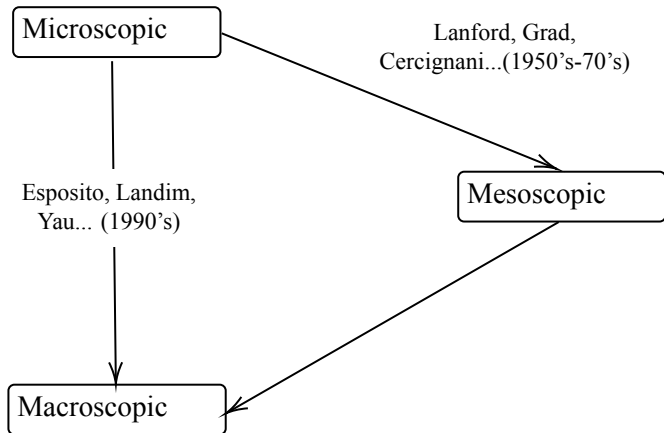 Microscopic
Lanford, Grad,
Cercignani...(1950’s-70’s)
Esposito, Landim,
Yau... (1990’s)
Mesoscopic
Macroscopic